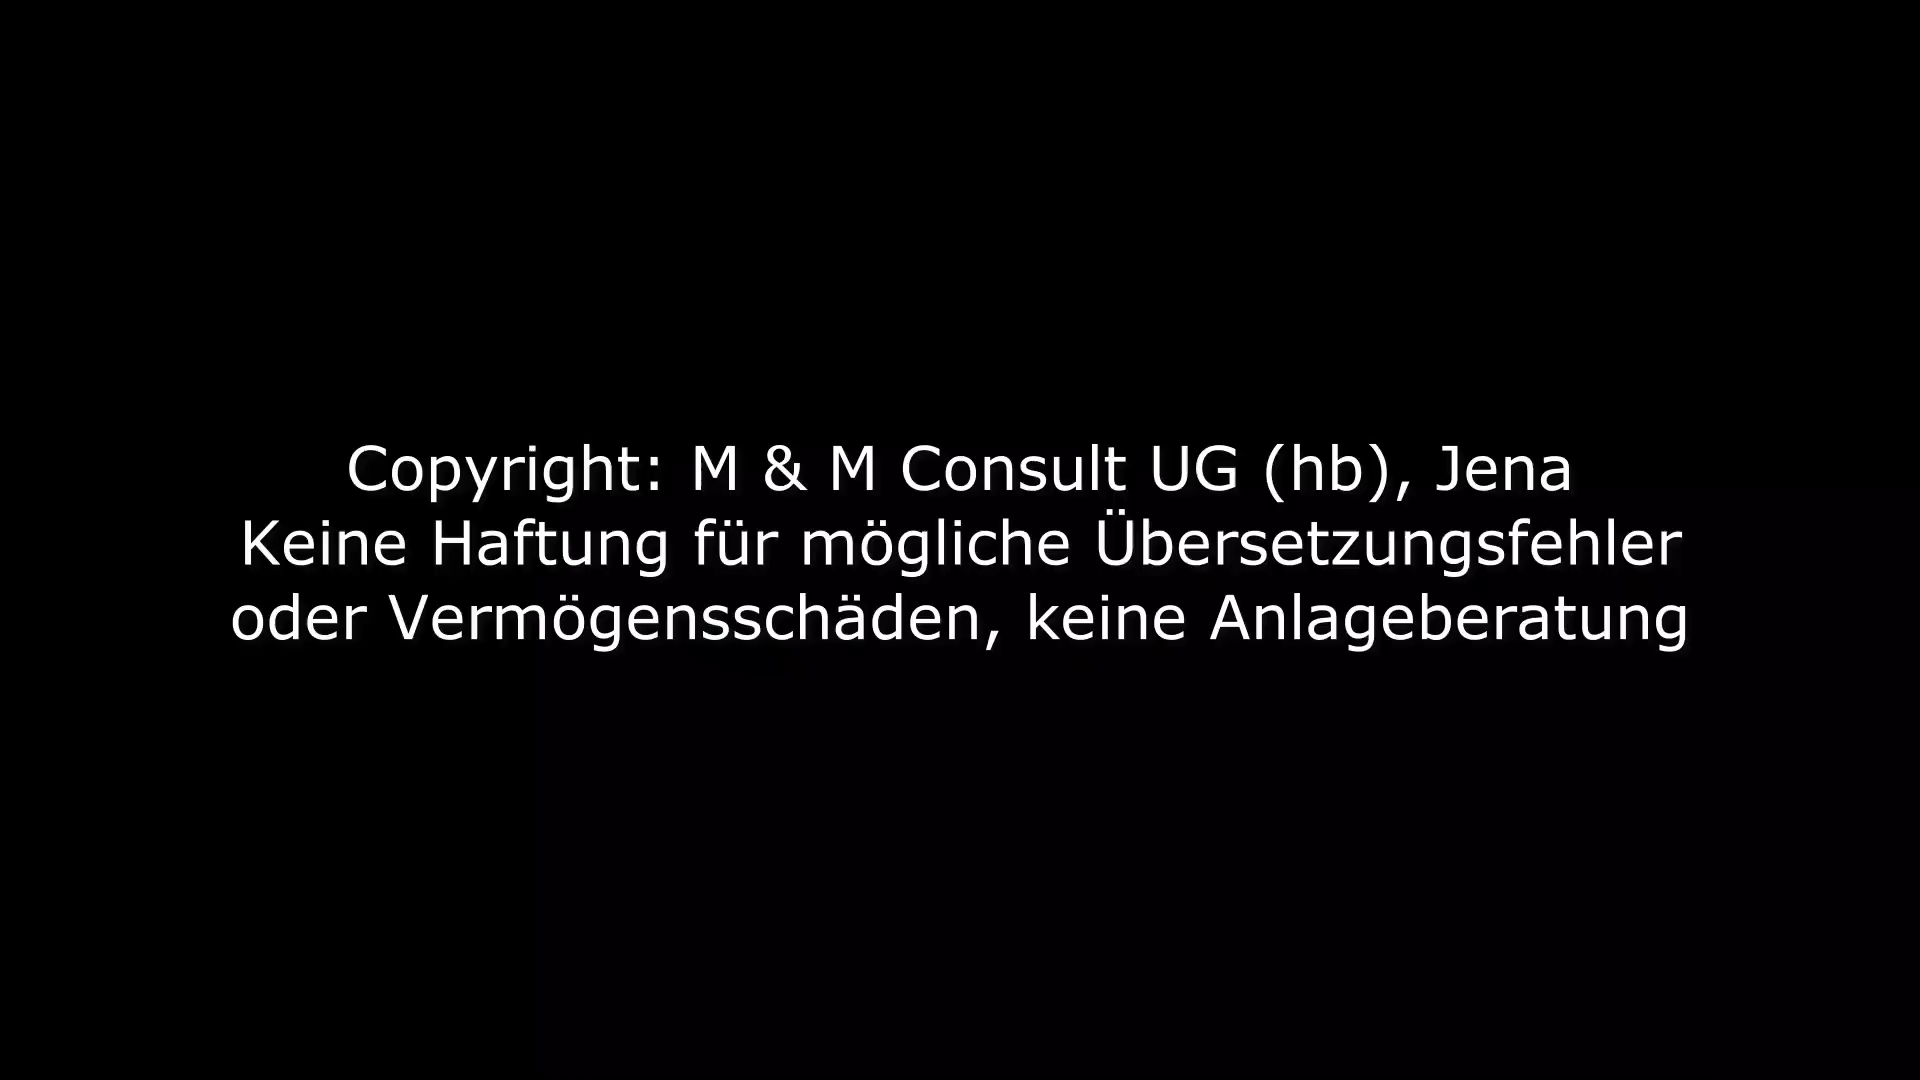 Copyright: M & M Consult UG (hb), Jena
Keine Haftung für mögliche Übersetzungsfehler
oder Vermögensschäden, keine Anlageberatung